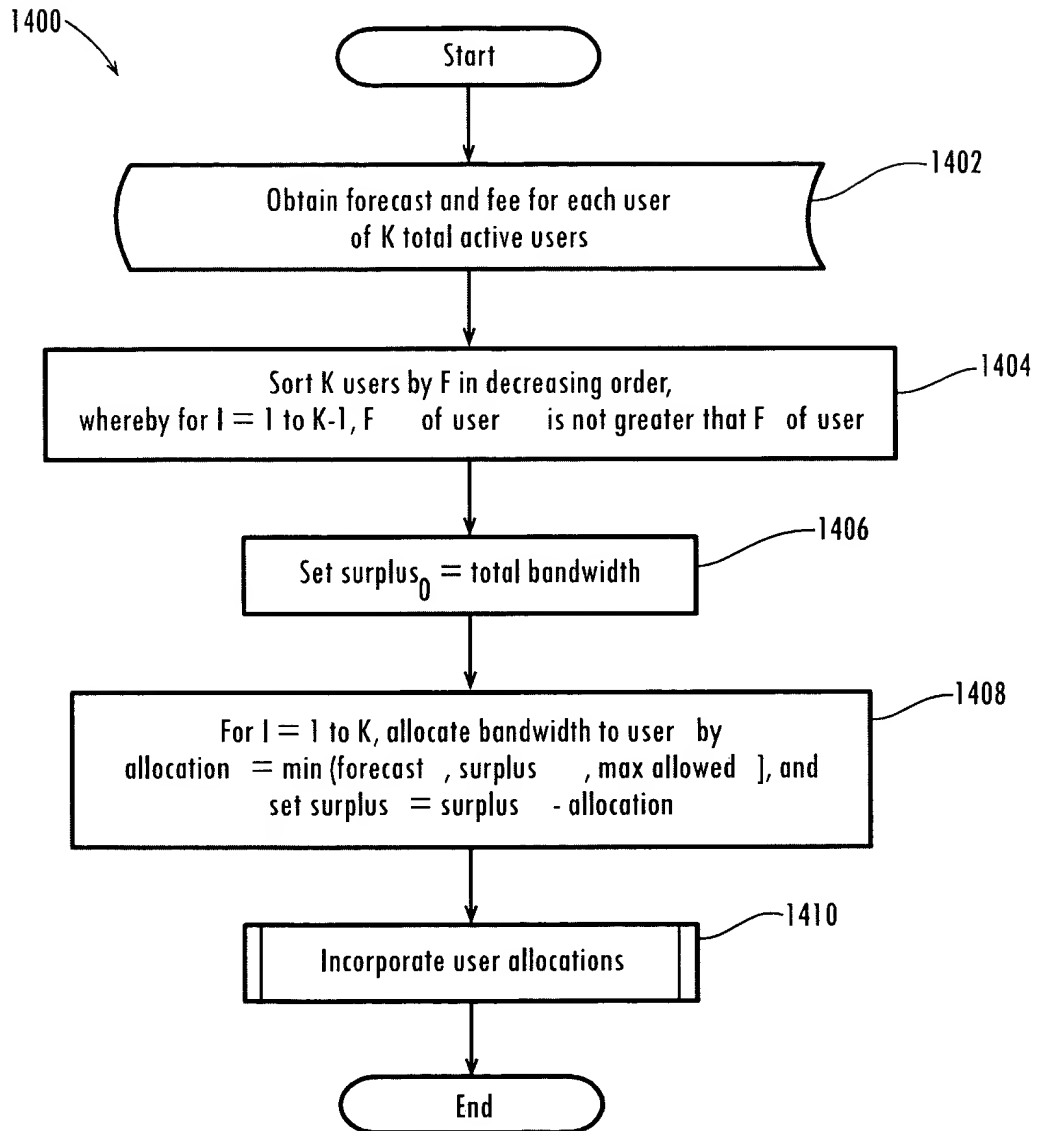 1400
Start
1402
Obtain forecast and fee for each user
of K total active users
1404
Sort K users by F in decreasing order,
whereby for I = 1 to K-1, F of user is not greater that F of user
1406
Set surplus0 = total bandwidth
1408
For I = 1 to K, allocate bandwidth to user by
allocation = min (forecast , surplus , max allowed ], and
set surplus = surplus - allocation
1410
Incorporate user allocations
End